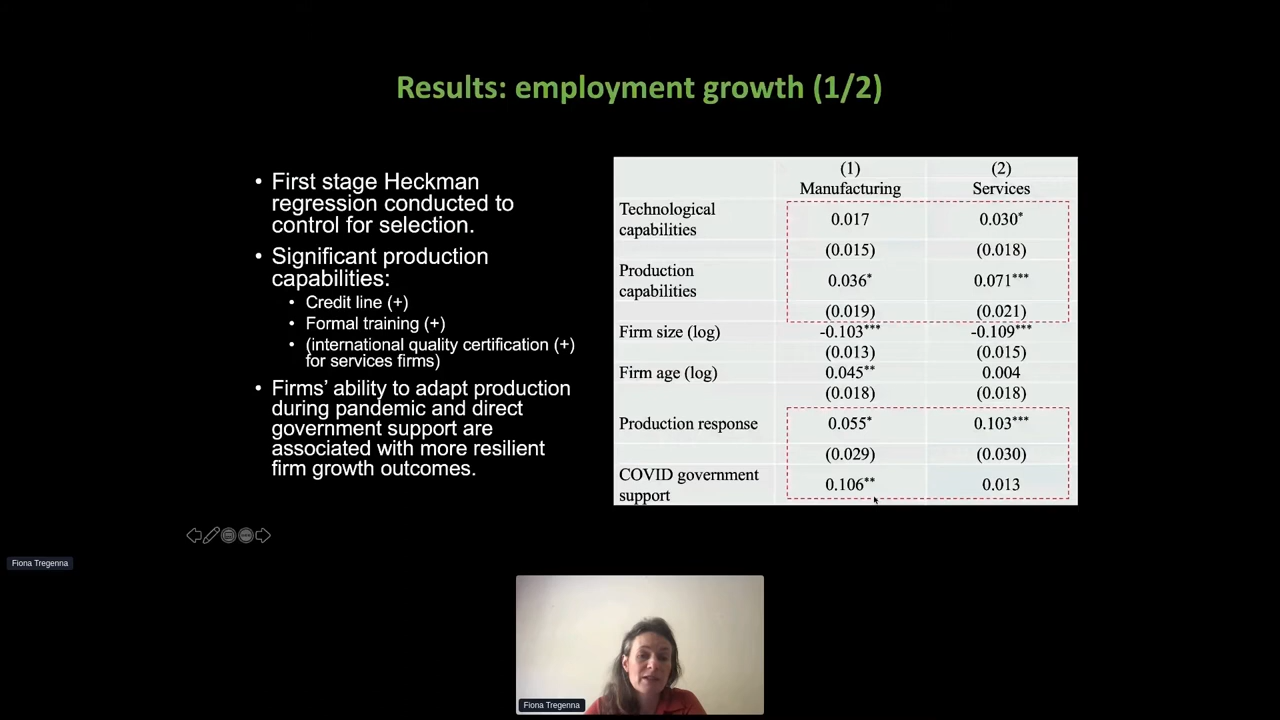 Results: employment growth (1/2)
• First stage Heckman
regression conducted to
control for selection.
• Significant production
capabilities:
• Credit line (+)
• Formal training (+)
• (international quality certification (+)
for services firms)
• Firms’ ability to adapt production
during pandemic and direct
government support are
associated with more resilient
firm growth outcomes.
(1) (2)
Manufacturing Services
Technological
capabilities 0.017 0.030*
(0.015) (0.018)
Production
capabilities 0.036* 0.071***
(0.019) (0.021)
Firm size (log) -0.103*** -0.109***
(0.013) (0.015)
Firm age (log) 0.045** 0.004
(0.018) (0.018)
Production response 0.055* 0.103***
(0.029) (0.030)
COVID government
support 0.106** 0.013
Fiona Tregenna
Fiona Tregenna